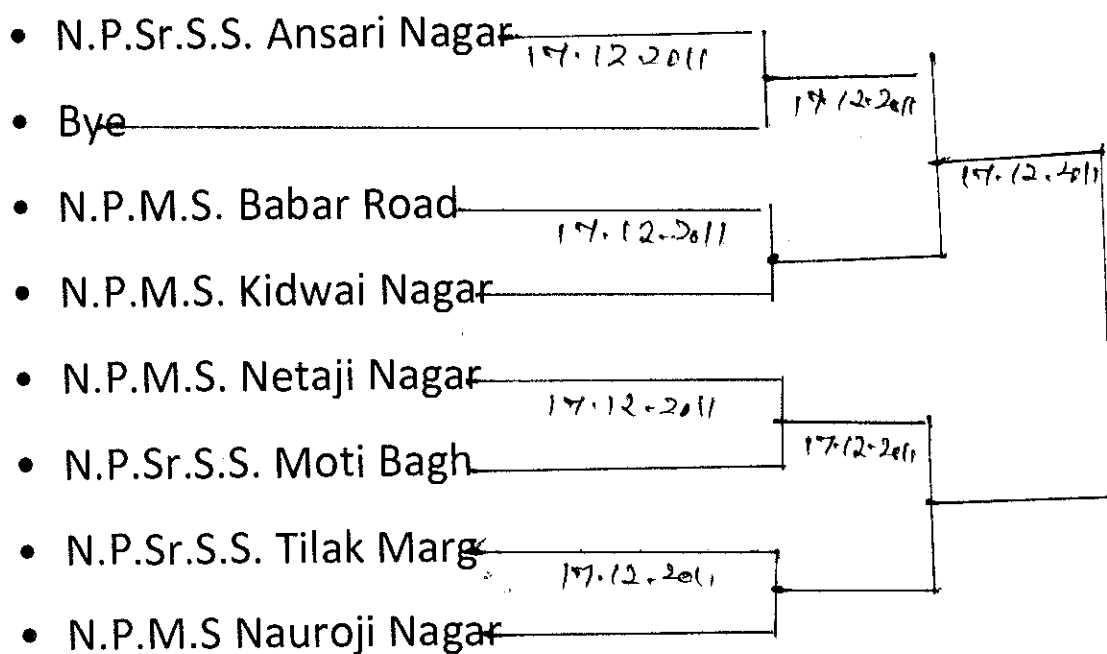 • N.P.Sr.S.S. Ansari Nagar
17.12.2011
17.12.2011
• Bye
17.12.2011
• N.P.M.S. Babar Road
17.12.2011
• N.P.M.S. Kidwai Nagar
• N.P.M.S. Netaji Nagar
17.12.2011
17.12.2011
• N.P.Sr.S.S. Moti Bagh
• N.P.Sr.S.S. Tilak Marg
17.12.2011
• N.P.M.S Nauroji Nagar